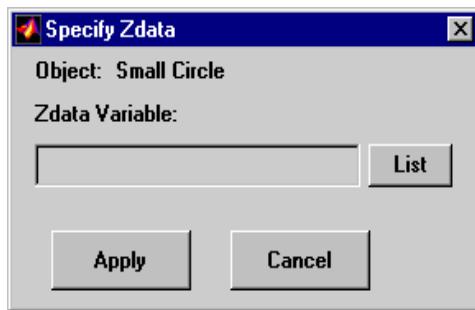 Specify Zdata
Object: Small Circle
Zdata Variable:
List
Apply Cancel